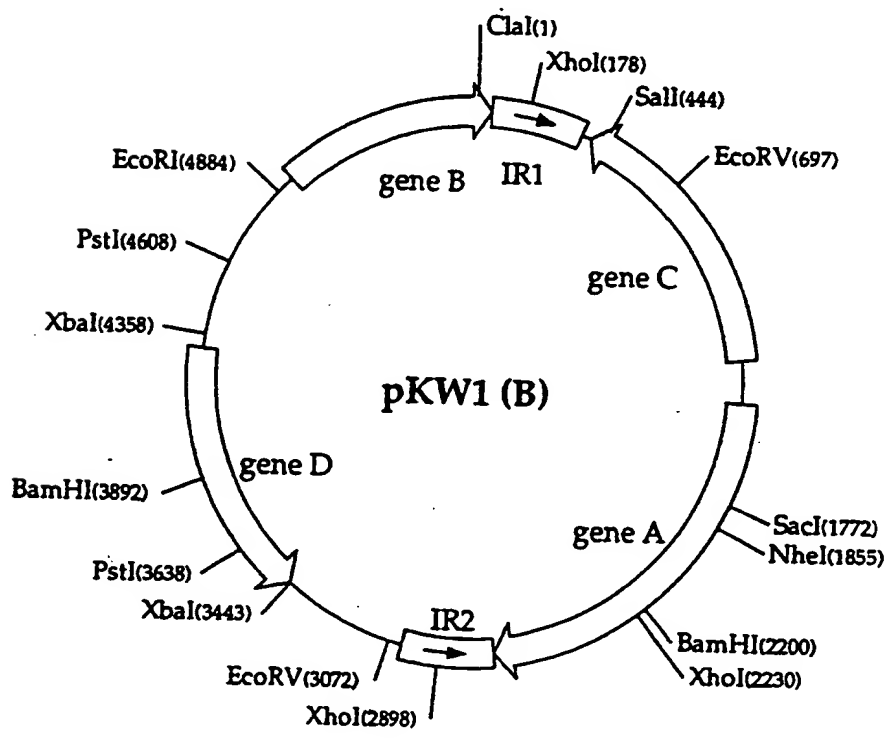 ClaI(1)
XhoI(178)
SalI(444)
EcoRV(697)
EcoRI(4884)
gene B
IR1
PstI(4608)
gene C
XbaI(4358)
pKW1 (B)
gene D
BamHI(3892)
SacI(1772)
gene A
NheI(1855)
PstI(3638)
XbaI(3443)
IR2
BamHI(2200)
EcoRV(3072)
XhoI(2230)
XhoI(2898)